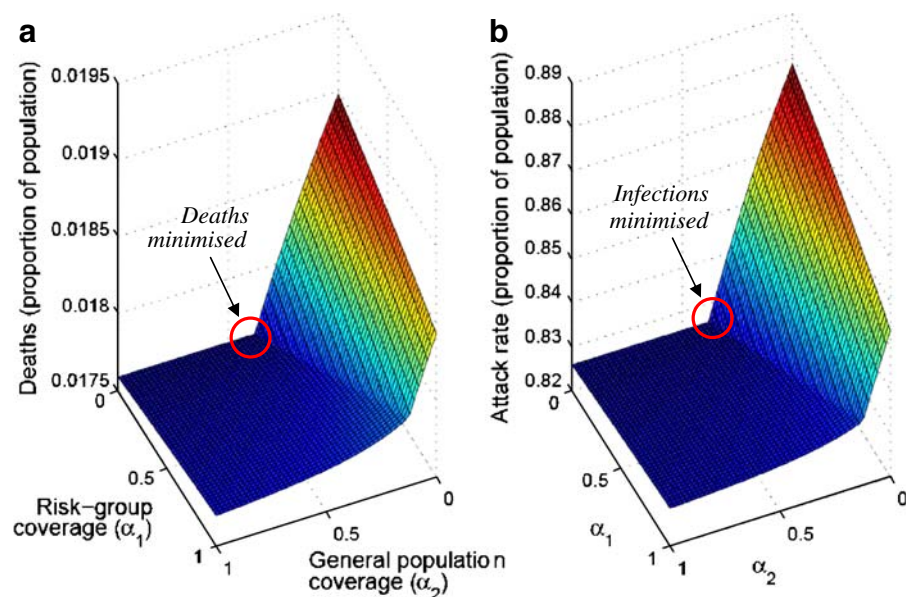 a
Deaths (proportion of population)
0.0195
0.019
0.0185
0.018
0.0175
Deaths
minimised
0
0.5
1
Risk-group
coverage (α1)
1
0.5
0
General population
coverage (α2)
b
Attack rate (proportion of population)
0.89
0.88
0.87
0.86
0.85
0.84
0.83
0.82
Infections
minimised
0
0.5
1
α1
1
0.5
0
α2